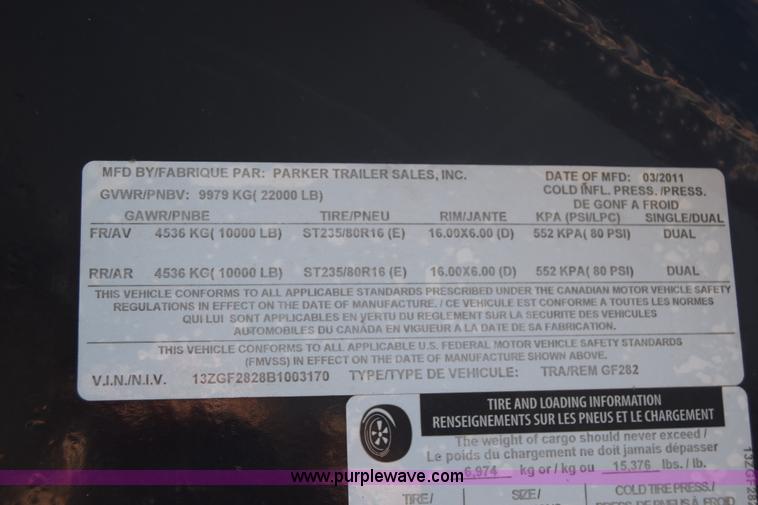 MFD BY/FABRIQUE PAR: PARKER TRAILER SALES, INC. DATE OF MFD: 03/2011
GVWR/PNBV: 9979 KG( 22000 LB) COLD INFL. PRESS. /PRESS.
DE GONF A FROID
GAWR/PNBE TIRE/PNEU RIM/JANTE KPA (PSI/LPC) SINGLE/DUAL
FR/AV 4536 KG( 10000 LB) ST235/80R16 (E) 16.00X6.00 (D) 552 KPA( 80 PSI) DUAL
RR/AR 4536 KG( 10000 LB) ST235/80R16 (E) 16.00X6.00 (D) 552 KPA( 80 PSI) DUAL
THIS VEHICLE CONFORMS TO ALL APPLICABLE STANDARDS PRESCRIBED UNDER THE CANADIAN MOTOR VEHICLE SAFETY
REGULATIONS IN EFFECT ON THE DATE OF MANUFACTURE. / CE VEHICULE EST CONFORME A TOUTES LES NORMES
QUI LUI SONT APPLICABLES EN VERTU DU REGLEMENT SUR LA SECURITE DES VEHICULES
AUTOMOBILES DU CANADA EN VIGUEUR A LA DATE DE SA FABRICATION.
THIS VEHICLE CONFORMS TO ALL APPLICABLE U.S. FEDERAL MOTOR VEHICLE SAFETY STANDARDS
(FMVSS) IN EFFECT ON THE DATE OF MANUFACTURE SHOWN ABOVE.
V.I.N./N.I.V. 13ZGF2828B1003170 TYPE/TYPE DE VEHICULE: TRA/REM GF282
TIRE AND LOADING INFORMATION
RENSEIGNEMENTS SUR LES PNEUS ET LE CHARGEMENT
The weight of cargo should never exceed /
Le poids du chargement ne doit jamais dépasser
6,974 kg or / kg ou 15,376 lbs. / lb.
www.purplewave.com
TIRE/ SIZE/ COLD TIRE PRESS./
PRESS. DE PNEUS À FROID
13ZGF282